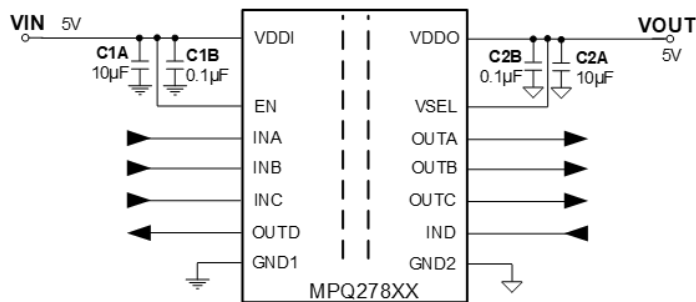 VIN 5V VOUT
5V
C1A C1B
10µF 0.1µF
C2B C2A
0.1µF 10µF
VDDI VDDO
EN VSEL
INA OUTA
INB OUTB
INC OUTC
OUTD IND
GND1 GND2
MPQ278XX